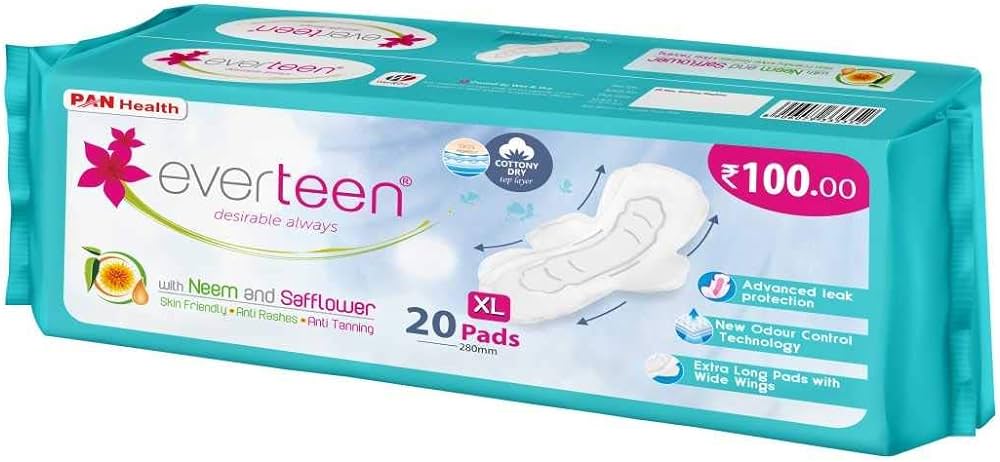 everteen
everteen
with Neem and Safflower
PAN Health
everteen®
desirable always
with Neem and Safflower
Skin Friendly • Anti Rashes • Anti Tanning
COTTONY
DRY
top layer
XL
20 Pads
280mm
₹100.00
Advanced leak
protection
New Odour Control
Technology
Extra Long Pads with
Wide Wings